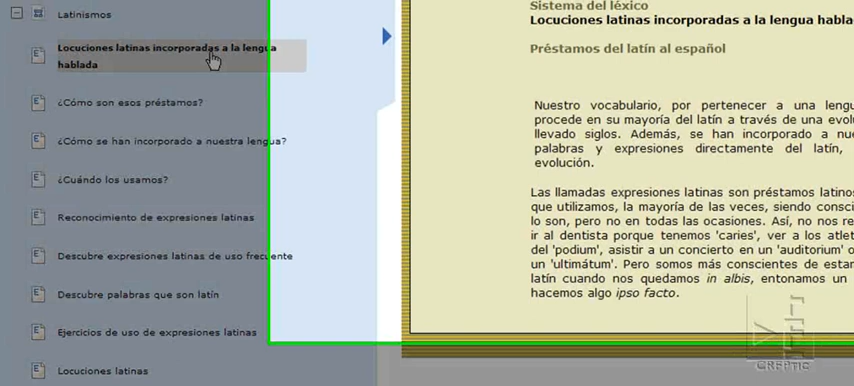 Latinismos
Locuciones latinas incorporadas a la lengua
hablada
¿Cómo son esos préstamos?
¿Cómo se han incorporado a nuestra lengua?
¿Cuándo los usamos?
Reconocimiento de expresiones latinas
Descubre expresiones latinas de uso frecuente
Descubre palabras que son latín
Ejercicios de uso de expresiones latinas
Locuciones latinas
Sistema del léxico
Locuciones latinas incorporadas a la lengua habla
Préstamos del latín al español
Nuestro vocabulario, por pertenecer a una lengu
procede en su mayoría del latín a través de una evolu
llevado siglos. Además, se han incorporado a nue
palabras y expresiones directamente del latín,
evolución.
Las llamadas expresiones latinas son préstamos latinos
que utilizamos, la mayoría de las veces, siendo conscie
lo son, pero no en todas las ocasiones. Así, no nos re
ir al dentista porque tenemos 'caries', ver a los atlet
del 'podium', asistir a un concierto en un 'auditorium' o
un 'ultimátum'. Pero somos más conscientes de estar
latín cuando nos quedamos in albis, entonamos un
hacemos algo ipso facto.
CREPTIC